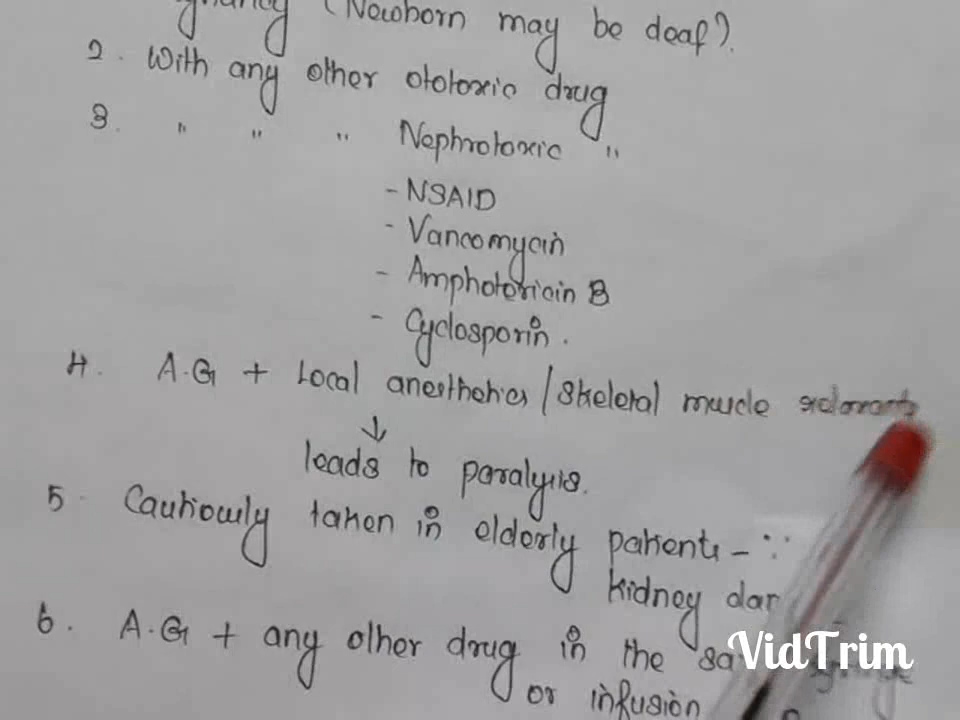 (Newborn may be deaf).
2. With any other ototoxic drug
3. " " " Nephrotoxic "
- NSAID
- Vancomycin
- Amphotericin B
- Cyclosporin.
4. A.G + Local anesthetics / Skeletal muscle
↓
leads to paralysis.
5. Cautiously taken in elderly patients - ∵
kidney
6. A.G + any other drug in the
or infusion
VidTrim